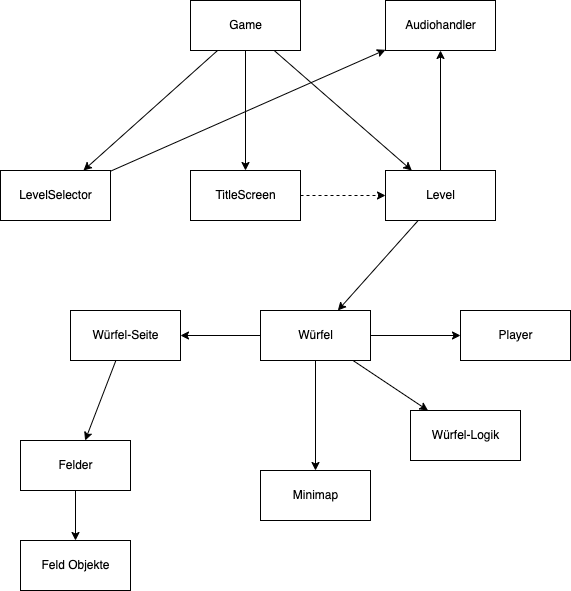 Game
Audiohandler
LevelSelector
TitleScreen
Level
Würfel-Seite
Würfel
Player
Würfel-Logik
Felder
Minimap
Feld Objekte